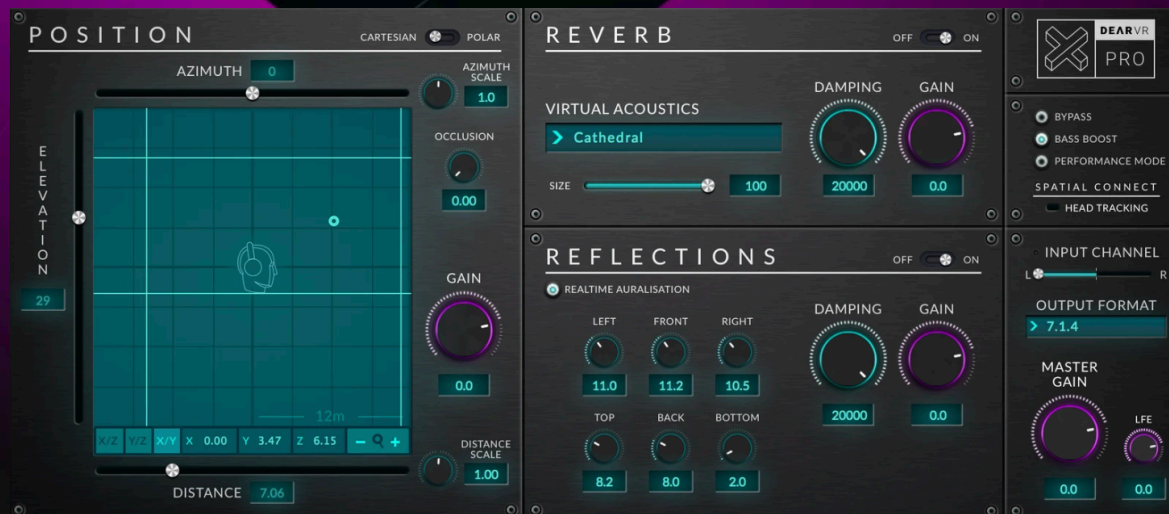 POSITION
CARTESIAN POLAR
AZIMUTH 0
AZIMUTH
SCALE
1.0
OCCLUSION
0.00
ELEVATION
29
GAIN
0.0
12m
X/Z Y/Z X/Y X 0.00 Y 3.47 Z 6.15 − +
DISTANCE
SCALE
1.00
DISTANCE 7.06
REVERB
OFF ON
VIRTUAL ACOUSTICS
Cathedral
SIZE 100
DAMPING
20000
GAIN
0.0
REFLECTIONS
OFF ON
REALTIME AURALISATION
LEFT FRONT RIGHT
11.0 11.2 10.5
TOP BACK BOTTOM
8.2 8.0 2.0
DAMPING
20000
GAIN
0.0
DEARVR
PRO
BYPASS
BASS BOOST
PERFORMANCE MODE
SPATIAL CONNECT
HEAD TRACKING
INPUT CHANNEL
L R
OUTPUT FORMAT
7.1.4
MASTER
GAIN
0.0
LFE
0.0